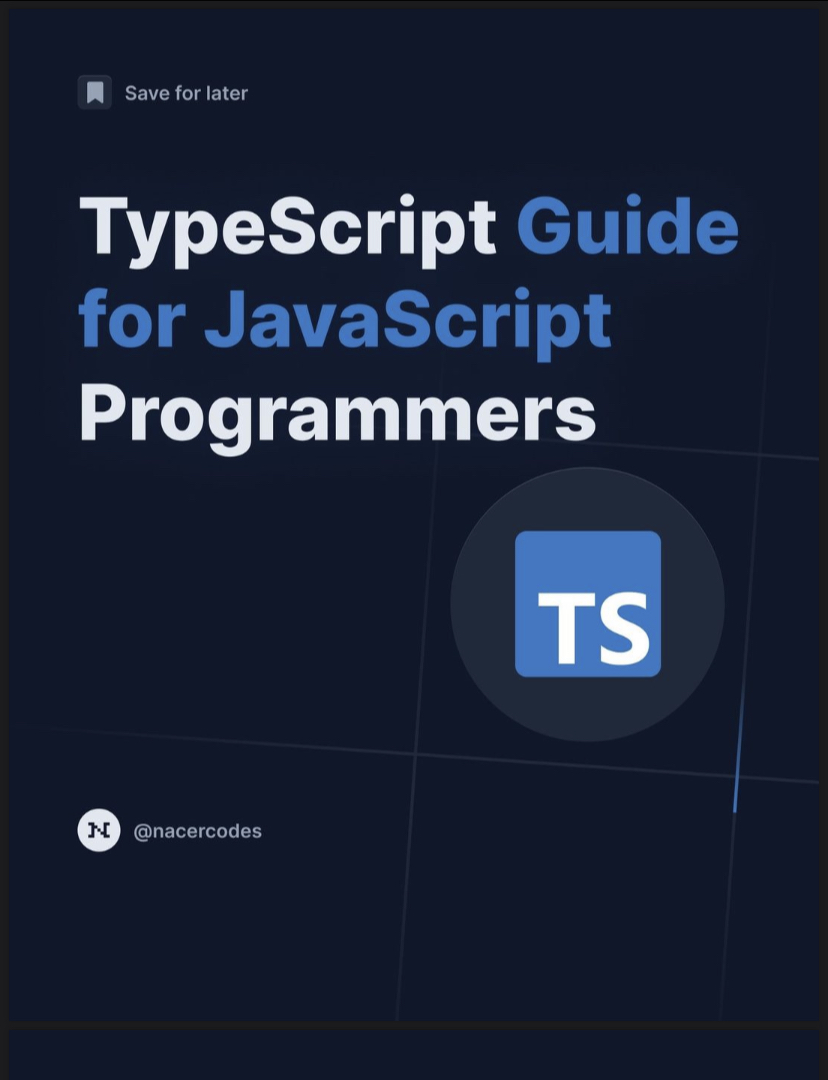 Save for later
TypeScript Guide
for JavaScript
Programmers
TS
@nacercodes